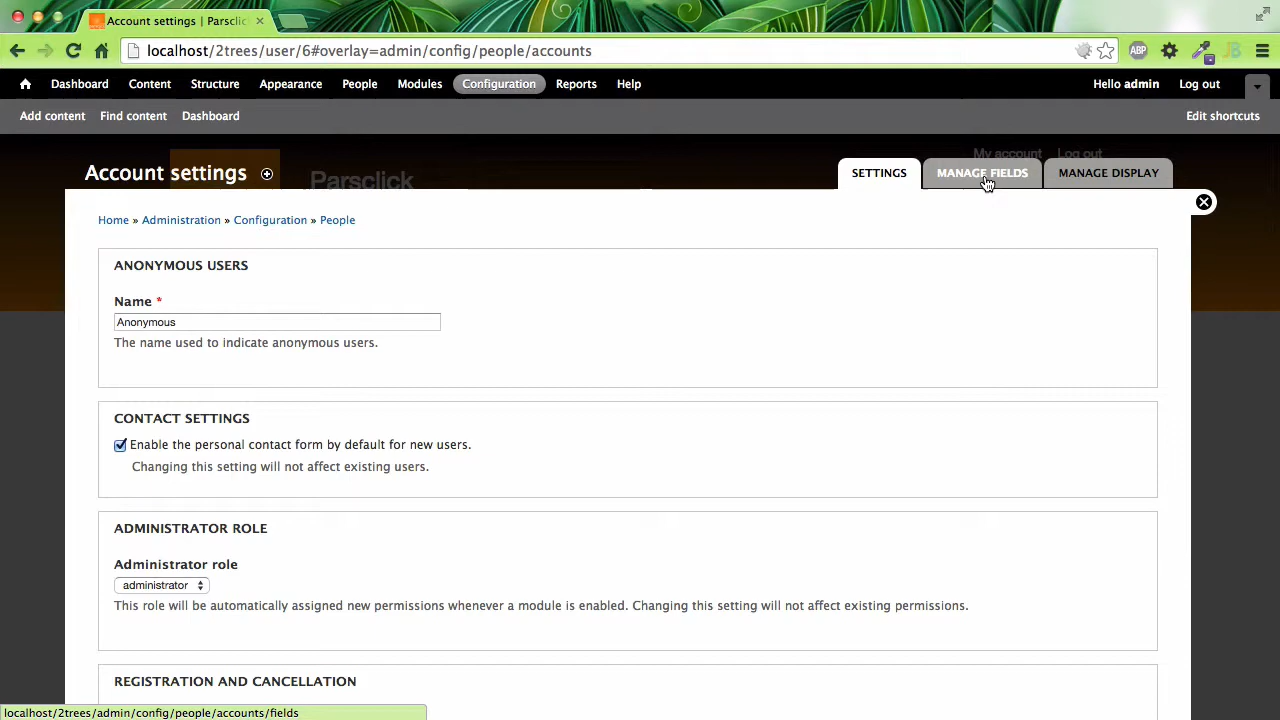 Account settings | Parsclick
localhost/2trees/user/6#overlay=admin/config/people/accounts
ABP
Dashboard Content Structure Appearance People Modules Configuration Reports Help Hello admin Log out
Add content Find content Dashboard Edit shortcuts
My account Log out
Account settings Parsclick SETTINGS MANAGE FIELDS MANAGE DISPLAY
Home » Administration » Configuration » People
ANONYMOUS USERS
Name *
Anonymous
The name used to indicate anonymous users.
CONTACT SETTINGS
Enable the personal contact form by default for new users.
Changing this setting will not affect existing users.
ADMINISTRATOR ROLE
Administrator role
administrator
This role will be automatically assigned new permissions whenever a module is enabled. Changing this setting will not affect existing permissions.
REGISTRATION AND CANCELLATION
localhost/2trees/admin/config/people/accounts/fields